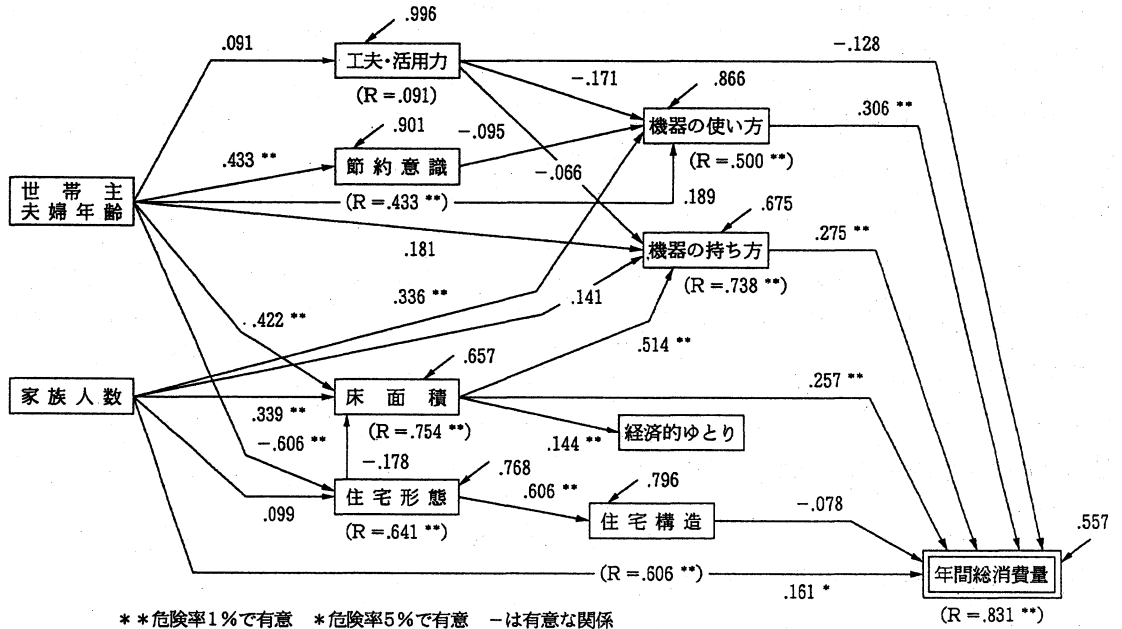 .996
.091
工夫・活用力
-.128
(R=.091)
-.171
.866
.901
-.095
機器の使い方
.306 **
.433 **
節約意識
(R=.500 **)
世帯主
夫婦年齢
(R=.433 **)
-.066
.189
.675
.181
機器の持ち方
.275 **
(R=.738 **)
.336 **
.141
.422 **
.514 **
.657
家族人数
床面積
.257 **
.339 **
(R=.754 **)
.144 **
経済的ゆとり
-.606 **
-.178
.768
住宅形態
.606 **
.796
.099
(R=.641 **)
住宅構造
-.078
.557
(R=.606 **)
.161 *
年間総消費量
(R=.831 **)
**危険率1%で有意 *危険率5%で有意 -は有意な関係